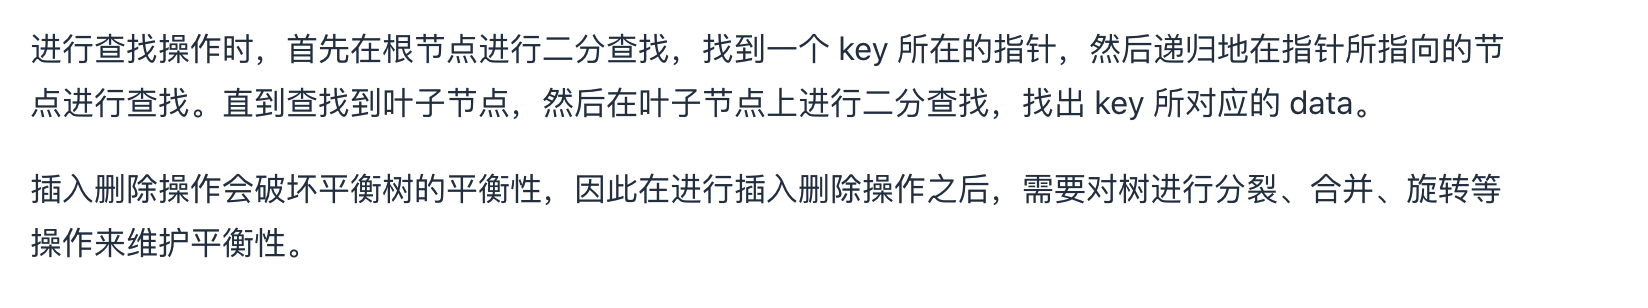 进行查找操作时，首先在根节点进行二分查找，找到一个 key 所在的指针，然后递归地在指针所指向的节
点进行查找。直到查找到叶子节点，然后在叶子节点上进行二分查找，找出 key 所对应的 data。
插入删除操作会破坏平衡树的平衡性，因此在进行插入删除操作之后，需要对树进行分裂、合并、旋转等
操作来维护平衡性。